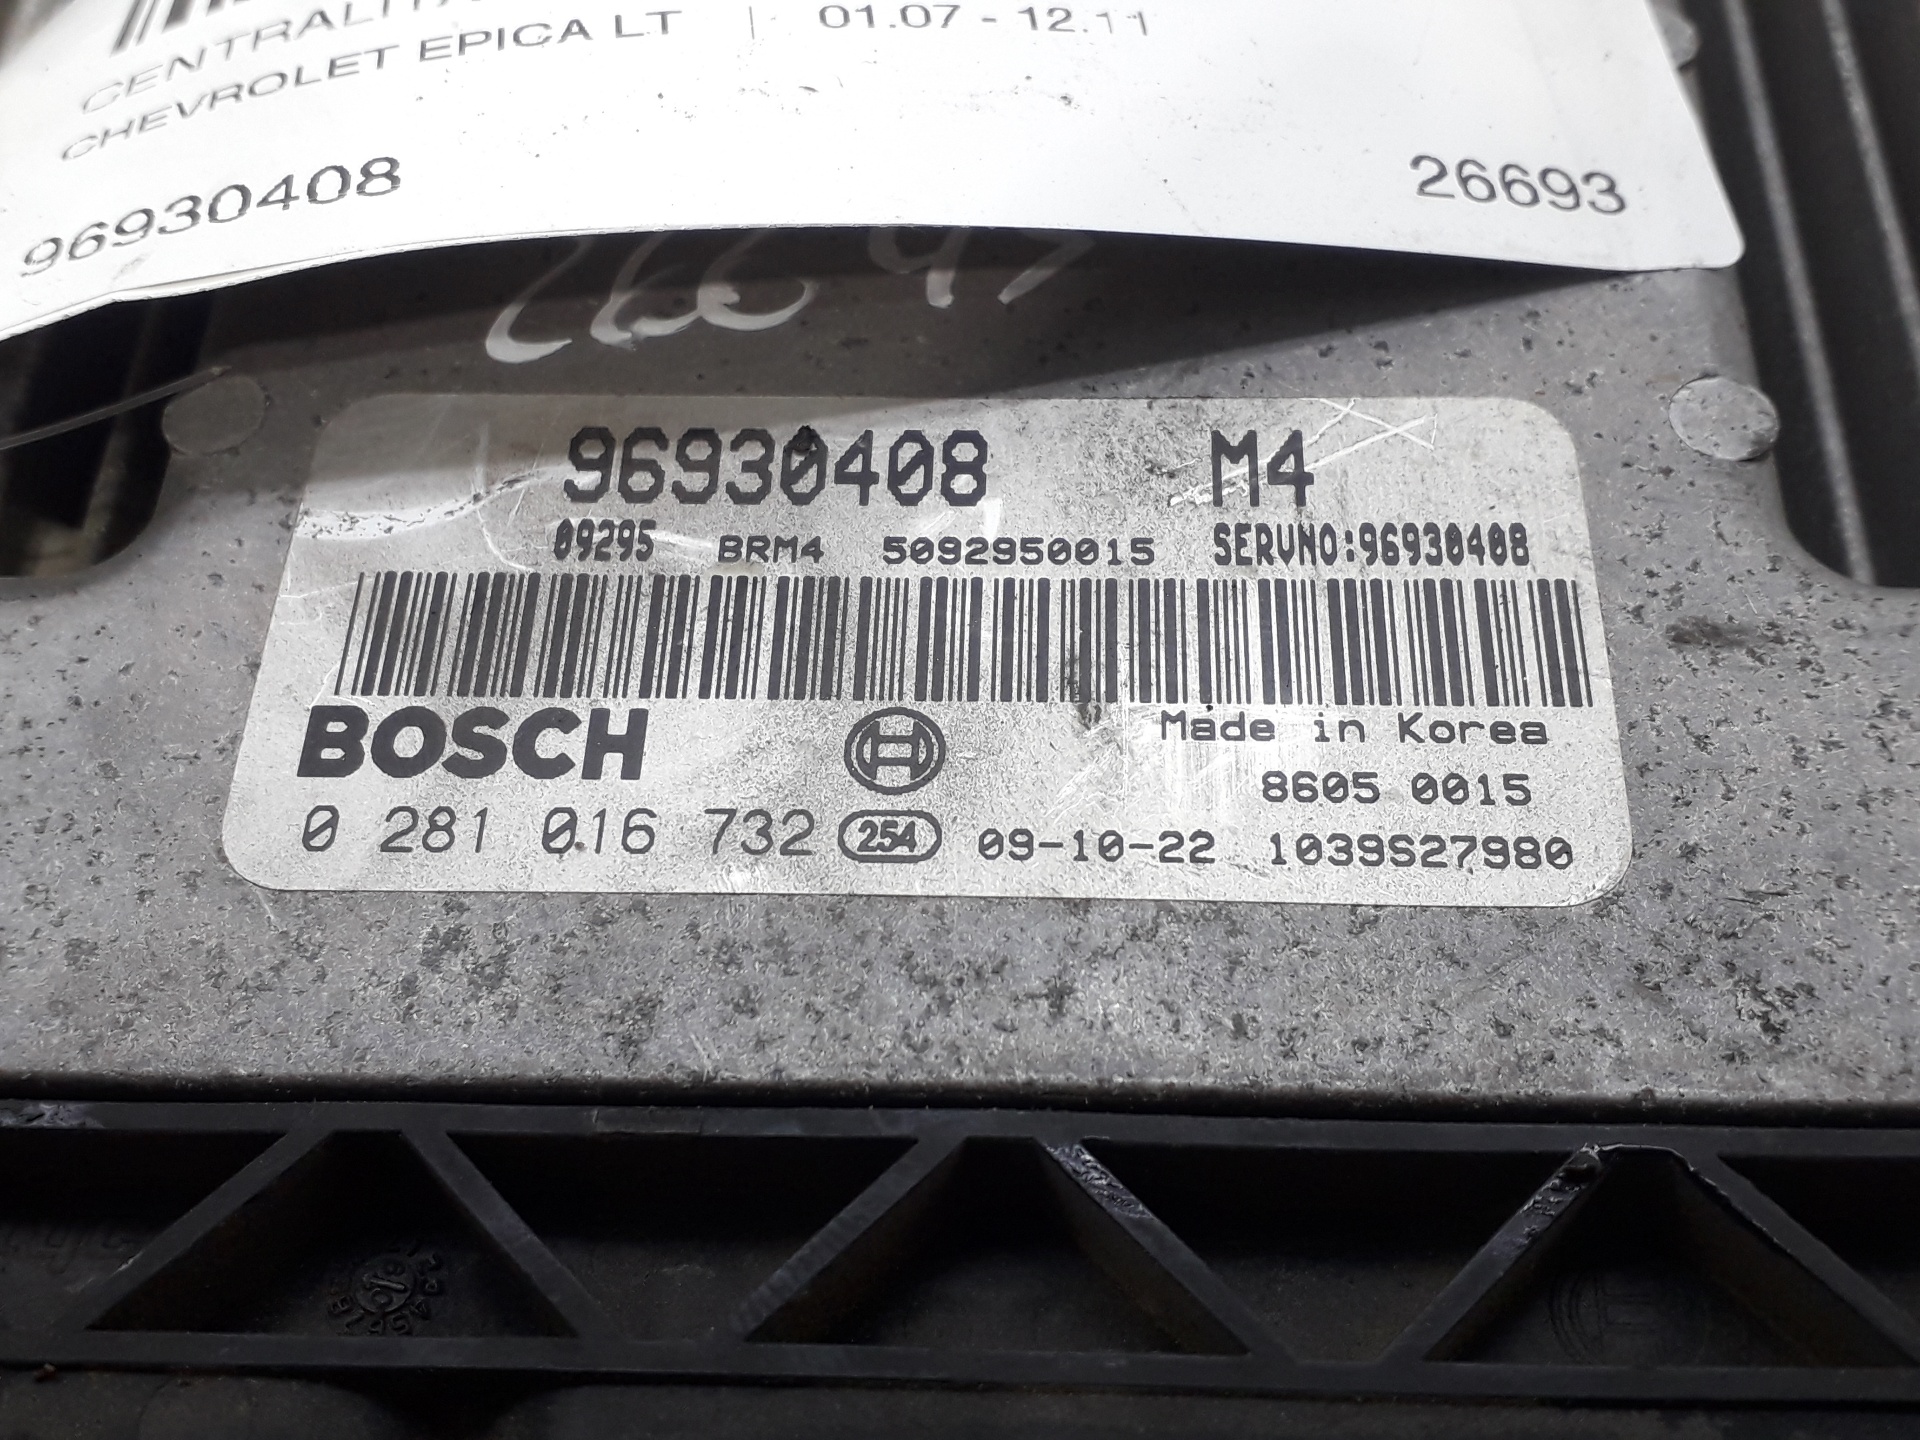 CENTRALITA
CHEVROLET EPICA LT | 01.07 - 12.11
96930408 26693
96930408 M4
09295 BRM4 5092950015 SERVNO:96930408
BOSCH
Made in Korea
8605 0015
0 281 016 732 254 09-10-22 1039S27980